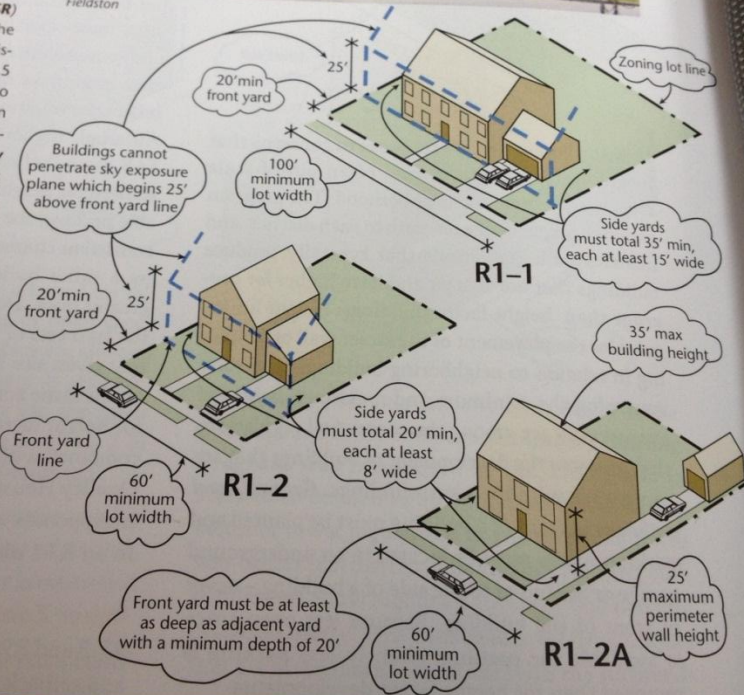 R)
Fieldston
he
is-
5
o
n
Zoning lot line
25'
20'min
front yard
Buildings cannot
penetrate sky exposure
plane which begins 25'
above front yard line
100'
minimum
lot width
Side yards
must total 35' min,
each at least 15' wide
R1–1
20'min
front yard
25'
35' max
building height
Side yards
must total 20' min,
each at least
8' wide
Front yard
line
R1–2
60'
minimum
lot width
25'
maximum
perimeter
wall height
Front yard must be at least
as deep as adjacent yard
with a minimum depth of 20'
60'
minimum
lot width
R1–2A